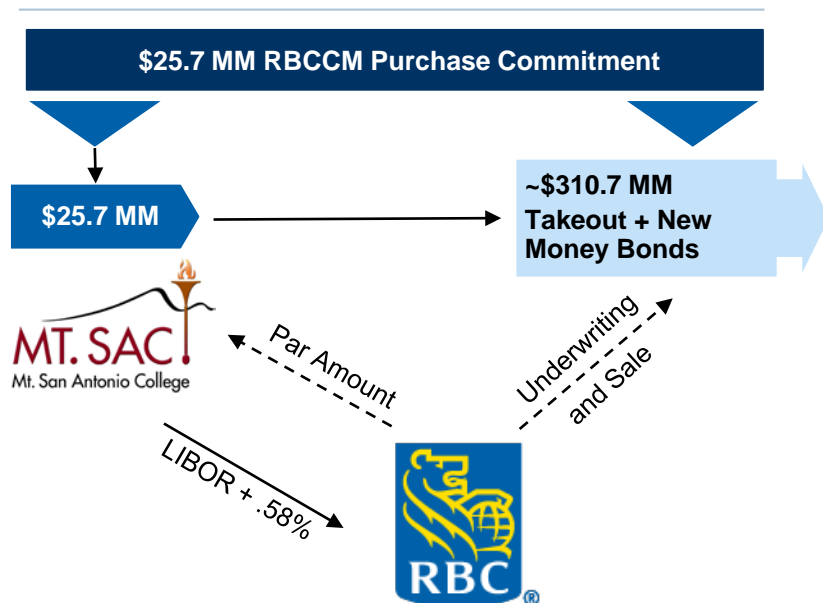 $25.7 MM RBCCM Purchase Commitment
$25.7 MM
~$310.7 MM
Takeout + New
Money Bonds
MT. SAC
Mt. San Antonio College
Par Amount
Underwriting
and Sale
LIBOR + .58%
RBC
®